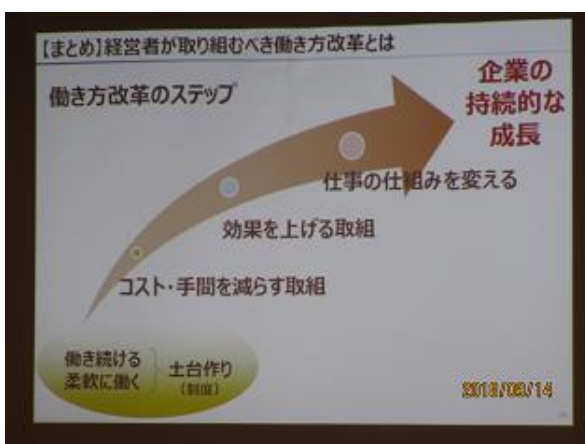 【まとめ】経営者が取り組むべき働き方改革とは
働き方改革のステップ
企業の
持続的な
成長
仕事の仕組みを変える
効果を上げる取組
コスト・手間を減らす取組
働き続ける
柔軟に働く
土台作り
(制度)
2018/09/14